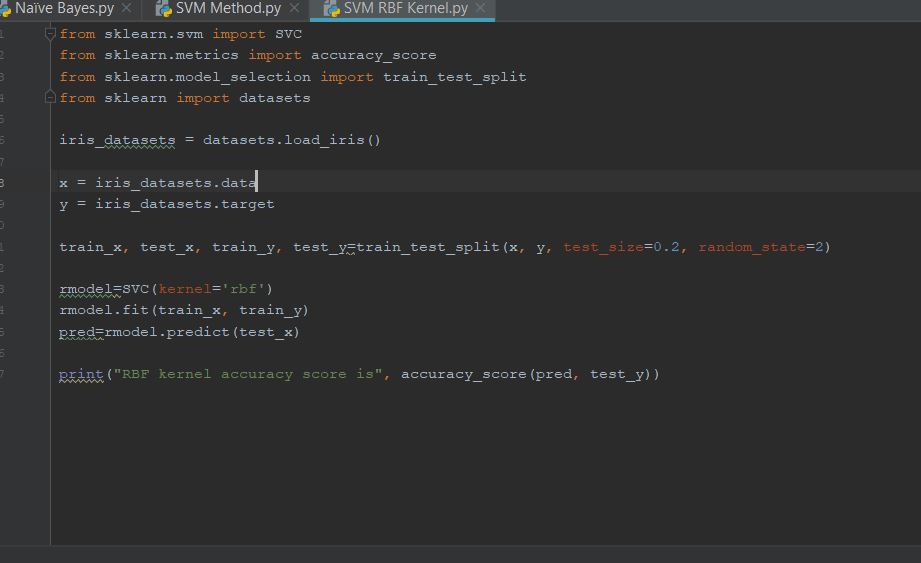 Naïve Bayes.py SVM Method.py SVM RBF Kernel.py
from sklearn.svm import SVC
from sklearn.metrics import accuracy_score
from sklearn.model_selection import train_test_split
from sklearn import datasets
iris_datasets = datasets.load_iris()
x = iris_datasets.data
y = iris_datasets.target
train_x, test_x, train_y, test_y=train_test_split(x, y, test_size=0.2, random_state=2)
rmodel=SVC(kernel='rbf')
rmodel.fit(train_x, train_y)
pred=rmodel.predict(test_x)
print("RBF kernel accuracy score is", accuracy_score(pred, test_y))